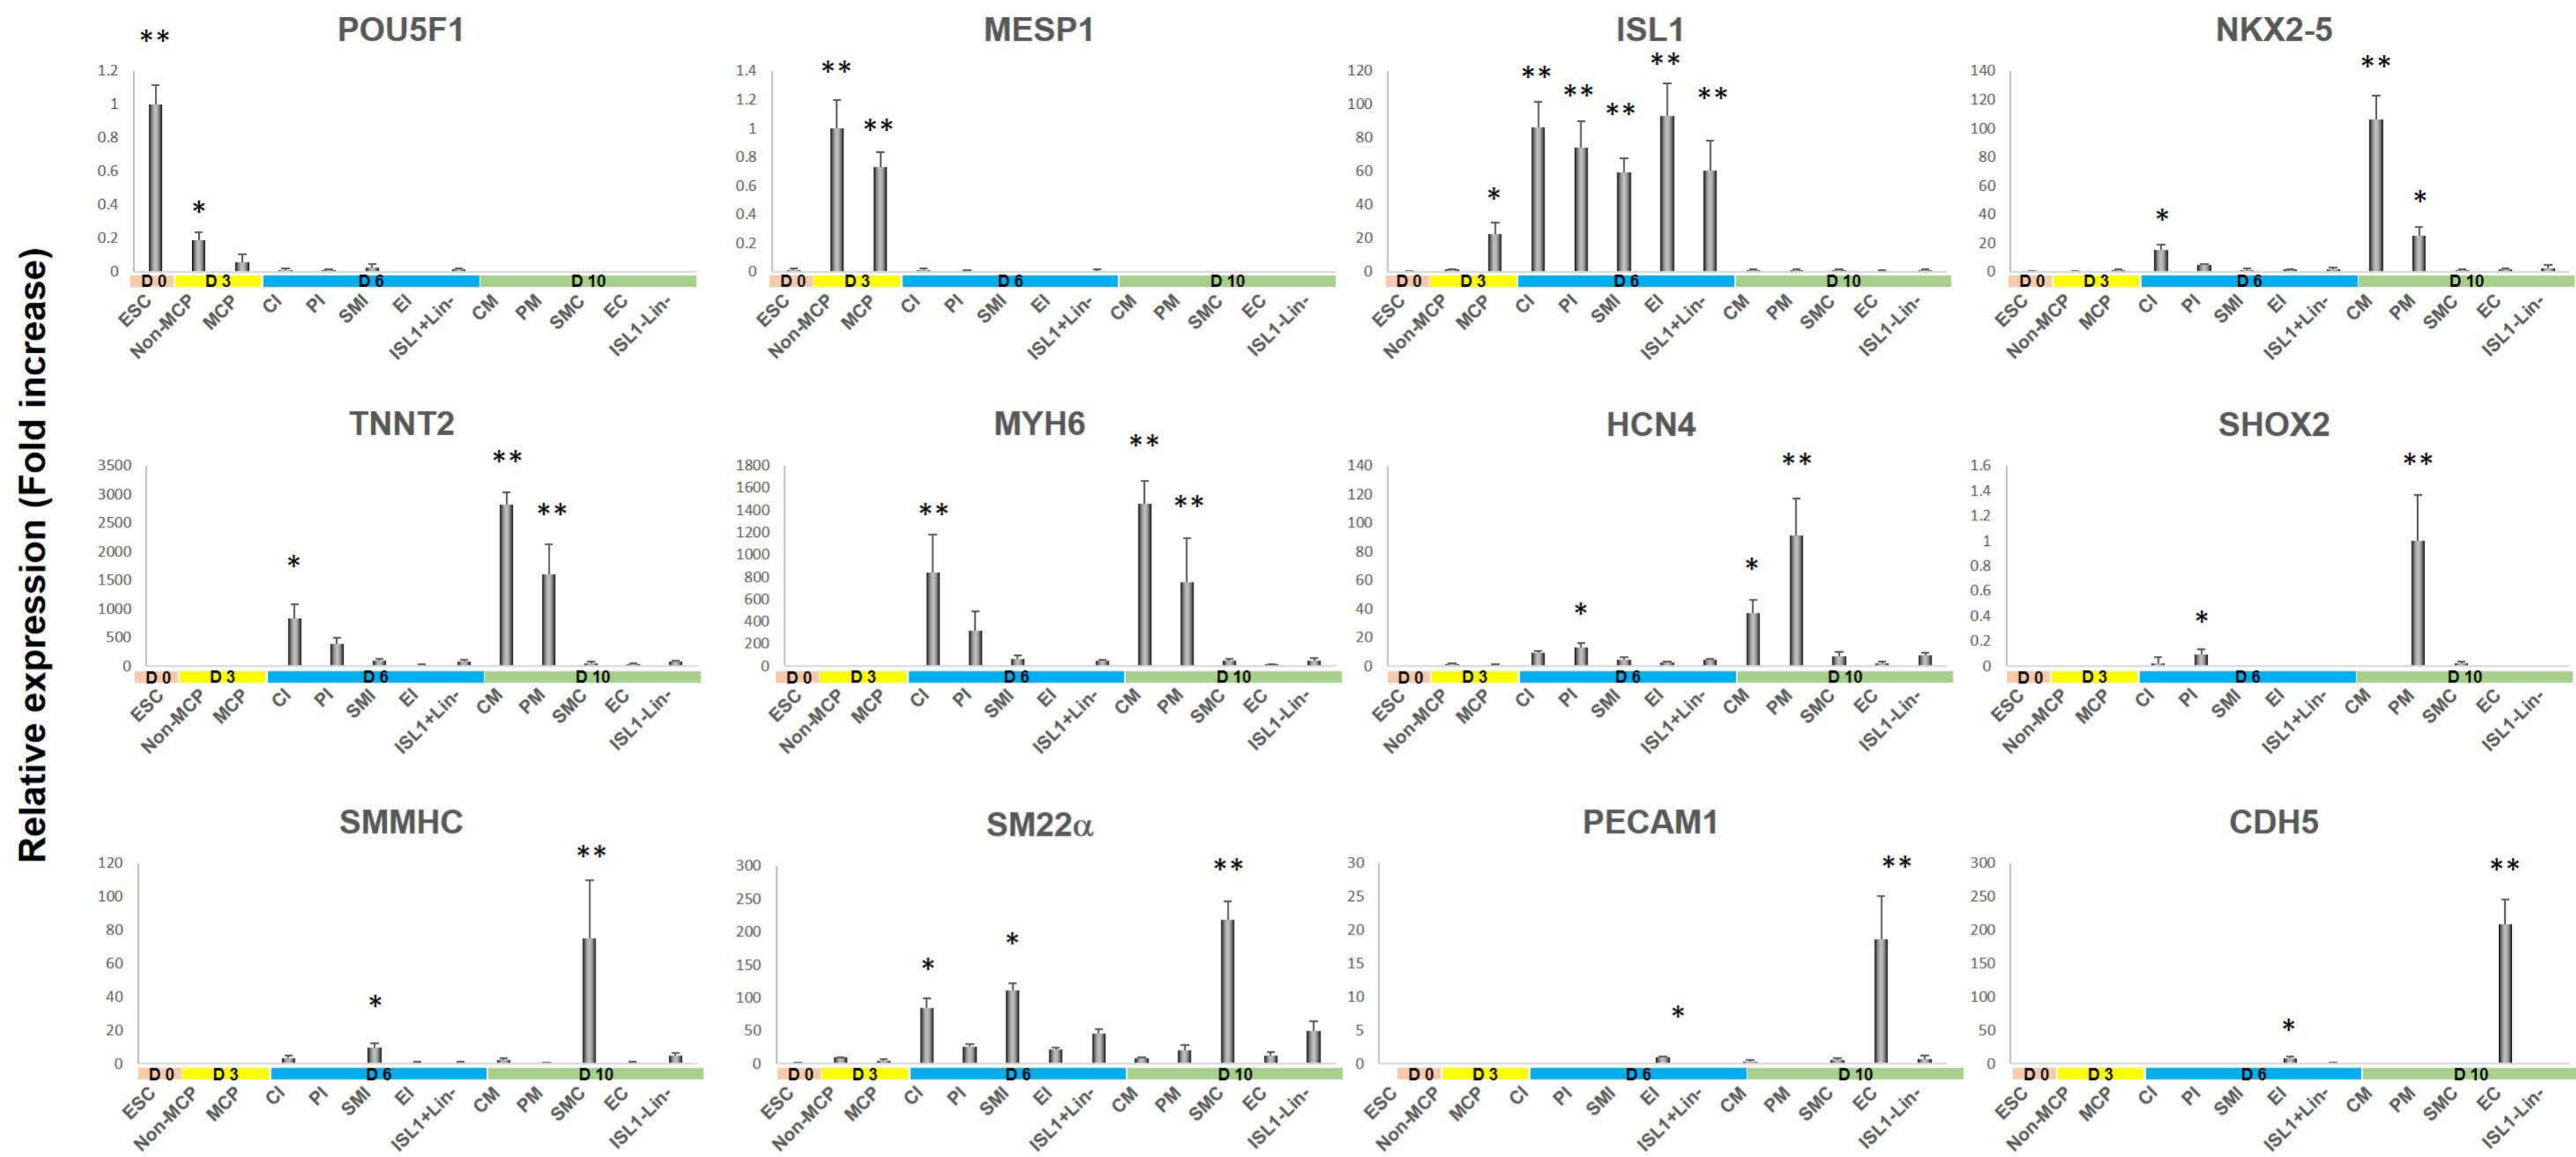 Relative expression (Fold increase)
POU5F1
**
*
1.2
1
0.8
0.6
0.4
0.2
0
D 0 D 3 D 6 D 10
ESC Non-MCP MCP CI PI SMI EI ISL1+Lin- CM PM SMC EC ISL1-Lin-
MESP1
** **
1.4
1.2
1
0.8
0.6
0.4
0.2
0
D 0 D 3 D 6 D 10
ESC Non-MCP MCP CI PI SMI EI ISL1+Lin- CM PM SMC EC ISL1-Lin-
ISL1
* ** ** ** ** **
120
100
80
60
40
20
0
D 0 D 3 D 6 D 10
ESC Non-MCP MCP CI PI SMI EI ISL1+Lin- CM PM SMC EC ISL1-Lin-
NKX2-5
* ** *
140
120
100
80
60
40
20
0
D 0 D 3 D 6 D 10
ESC Non-MCP MCP CI PI SMI EI ISL1+Lin- CM PM SMC EC ISL1-Lin-
TNNT2
* ** **
3500
3000
2500
2000
1500
1000
500
0
D 0 D 3 D 6 D 10
ESC Non-MCP MCP CI PI SMI EI ISL1+Lin- CM PM SMC EC ISL1-Lin-
MYH6
** ** **
1800
1600
1400
1200
1000
800
600
400
200
0
D 0 D 3 D 6 D 10
ESC Non-MCP MCP CI PI SMI EI ISL1+Lin- CM PM SMC EC ISL1-Lin-
HCN4
* * **
140
120
100
80
60
40
20
0
D 0 D 3 D 6 D 10
ESC Non-MCP MCP CI PI SMI EI ISL1+Lin- CM PM SMC EC ISL1-Lin-
SHOX2
* **
1.6
1.4
1.2
1
0.8
0.6
0.4
0.2
0
D 0 D 3 D 6 D 10
ESC Non-MCP MCP CI PI SMI EI ISL1+Lin- CM PM SMC EC ISL1-Lin-
SMMHC
* **
120
100
80
60
40
20
0
D 0 D 3 D 6 D 10
ESC Non-MCP MCP CI PI SMI EI ISL1+Lin- CM PM SMC EC ISL1-Lin-
SM22α
* * **
300
250
200
150
100
50
0
D 0 D 3 D 6 D 10
ESC Non-MCP MCP CI PI SMI EI ISL1+Lin- CM PM SMC EC ISL1-Lin-
PECAM1
* **
30
25
20
15
10
5
0
D 0 D 3 D 6 D 10
ESC Non-MCP MCP CI PI SMI EI ISL1+Lin- CM PM SMC EC ISL1-Lin-
CDH5
* **
300
250
200
150
100
50
0
D 0 D 3 D 6 D 10
ESC Non-MCP MCP CI PI SMI EI ISL1+Lin- CM PM SMC EC ISL1-Lin-